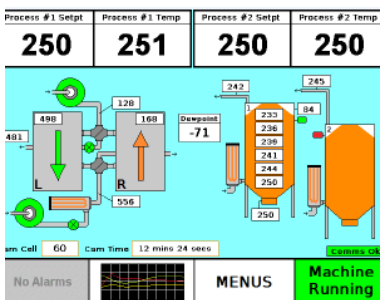 Process #1 Setpt
Process #1 Temp
Process #2 Setpt
Process #2 Temp
250
251
250
250
128
498
168
481
L
R
556
Dewpoint
-71
242
245
1
233
236
239
241
244
250
84
2
250
Cam Cell 60
Cam Time 12 mins 24 secs
Comms Ok
No Alarms
MENUS
Machine
Running